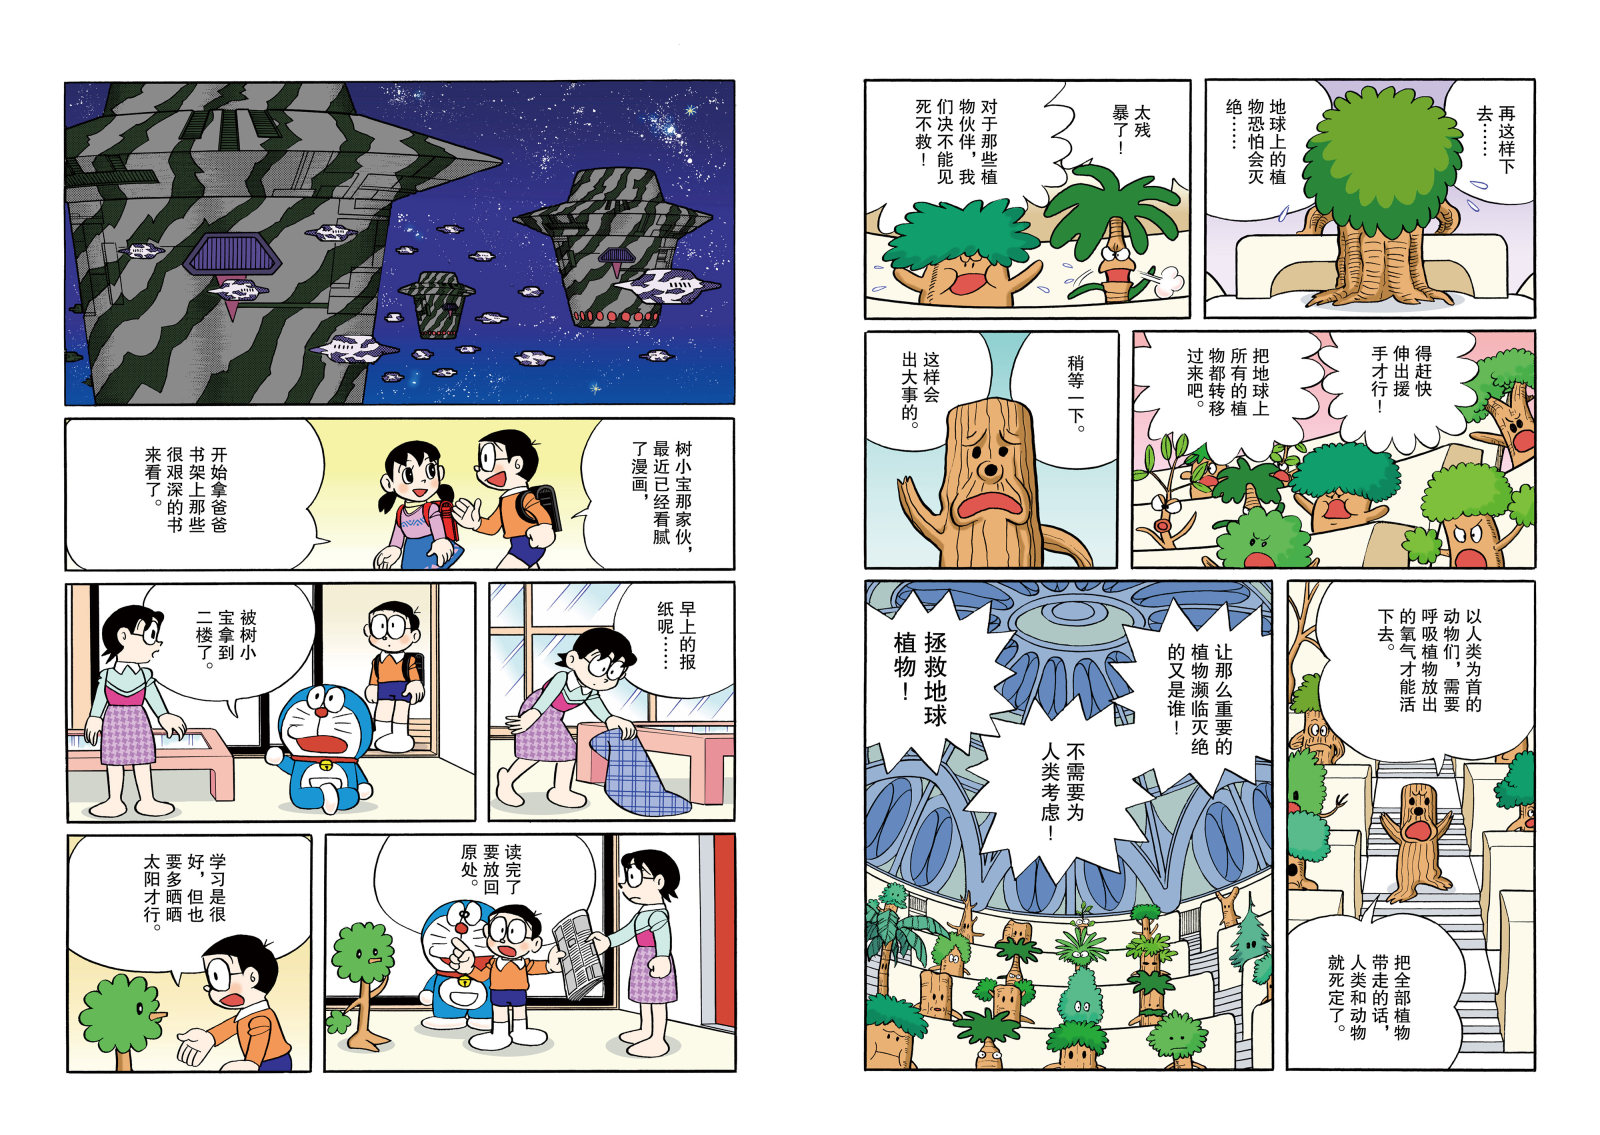 再这样下
去……
地球上的植
物恐怕会灭
绝……
太残
暴了！
对于那些植
物伙伴，我
们决不能见
死不救！
得赶快
伸出援
手才行！
把地球上
所有的植
物都转移
过来吧。
稍等一下。
这样会
出大事的。
以人类为首的
动物们，需要
呼吸植物放出
的氧气才能活
下去。
把全部植物
带走的话，
人类和动物
就死定了。
让那么重要的
植物濒临灭绝
的又是谁！
不需要为
人类考虑！
拯救地球
植物！
树小宝那家伙，
最近已经看腻
了漫画，
开始拿爸爸
书架上那些
很艰深的书
来看了。
早上的报
纸呢……
被树小
宝拿到
二楼了。
读完了
要放回
原处。
学习是很
好，但也
要多晒晒
太阳才行。